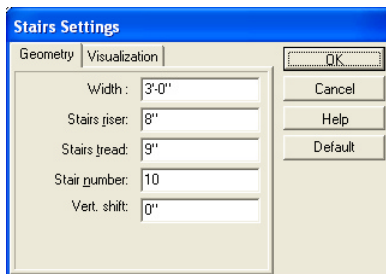 Stairs Settings
Geometry Visualization
OK
Width : 3'-0"
Cancel
Stairs riser: 8"
Help
Stairs tread: 9"
Default
Stair number: 10
Vert. shift: 0"